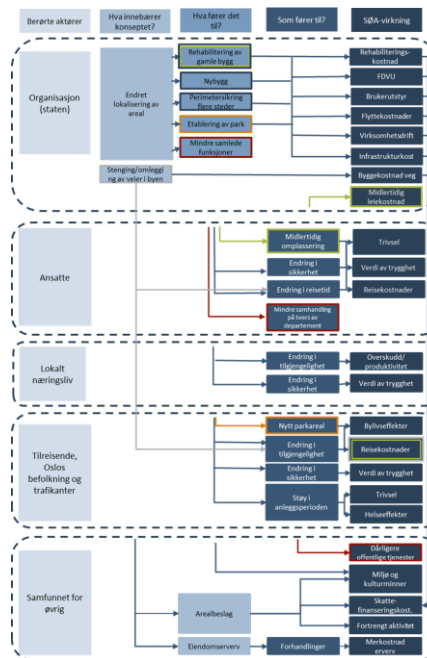 Berørte aktører
Hva innebærer
konseptet?
Hva fører det
til?
Som fører til?
SØA-virkning
Organisasjon
(staten)
Endret
lokalisering av
areal
Stenging/omleggi
ng av veier i byen
Rehabilitering av
gamle bygg
Nybygg
Perimetersikring
flere steder
Etablering av park
Mindre samlede
funksjoner
Rehabiliterings-
kostnad
FDVU
Brukerutstyr
Flyttekostnader
Virksomhetsdrift
Infrastrukturkost
Byggekostnad veg
Midlertidig
leiekostnad
Ansatte
Midlertidig
omplassering
Endring i
sikkerhet
Endring i reisetid
Mindre samhandling
på tvers av
departement
Trivsel
Verdi av trygghet
Reisekostnader
Lokalt
næringsliv
Endring i
tilgjengelighet
Endring i
sikkerhet
Overskudd/
produktivitet
Verdi av trygghet
Tilreisende,
Oslos
befolkning og
trafikanter
Nytt parkareal
Endring i
tilgjengelighet
Endring i
sikkerhet
Støy i
anleggsperioden
Bylivseffekter
Reisekostnader
Verdi av trygghet
Trivsel
Helseeffekter
Samfunnet for
øvrig
Arealbeslag
Eiendomserverv
Forhandlinger
Dårligere
offentlige tjenester
Miljø og
kulturminner
Skatte-
finansieringskost.
Fortrengt aktivitet
Merkostnad
erverv